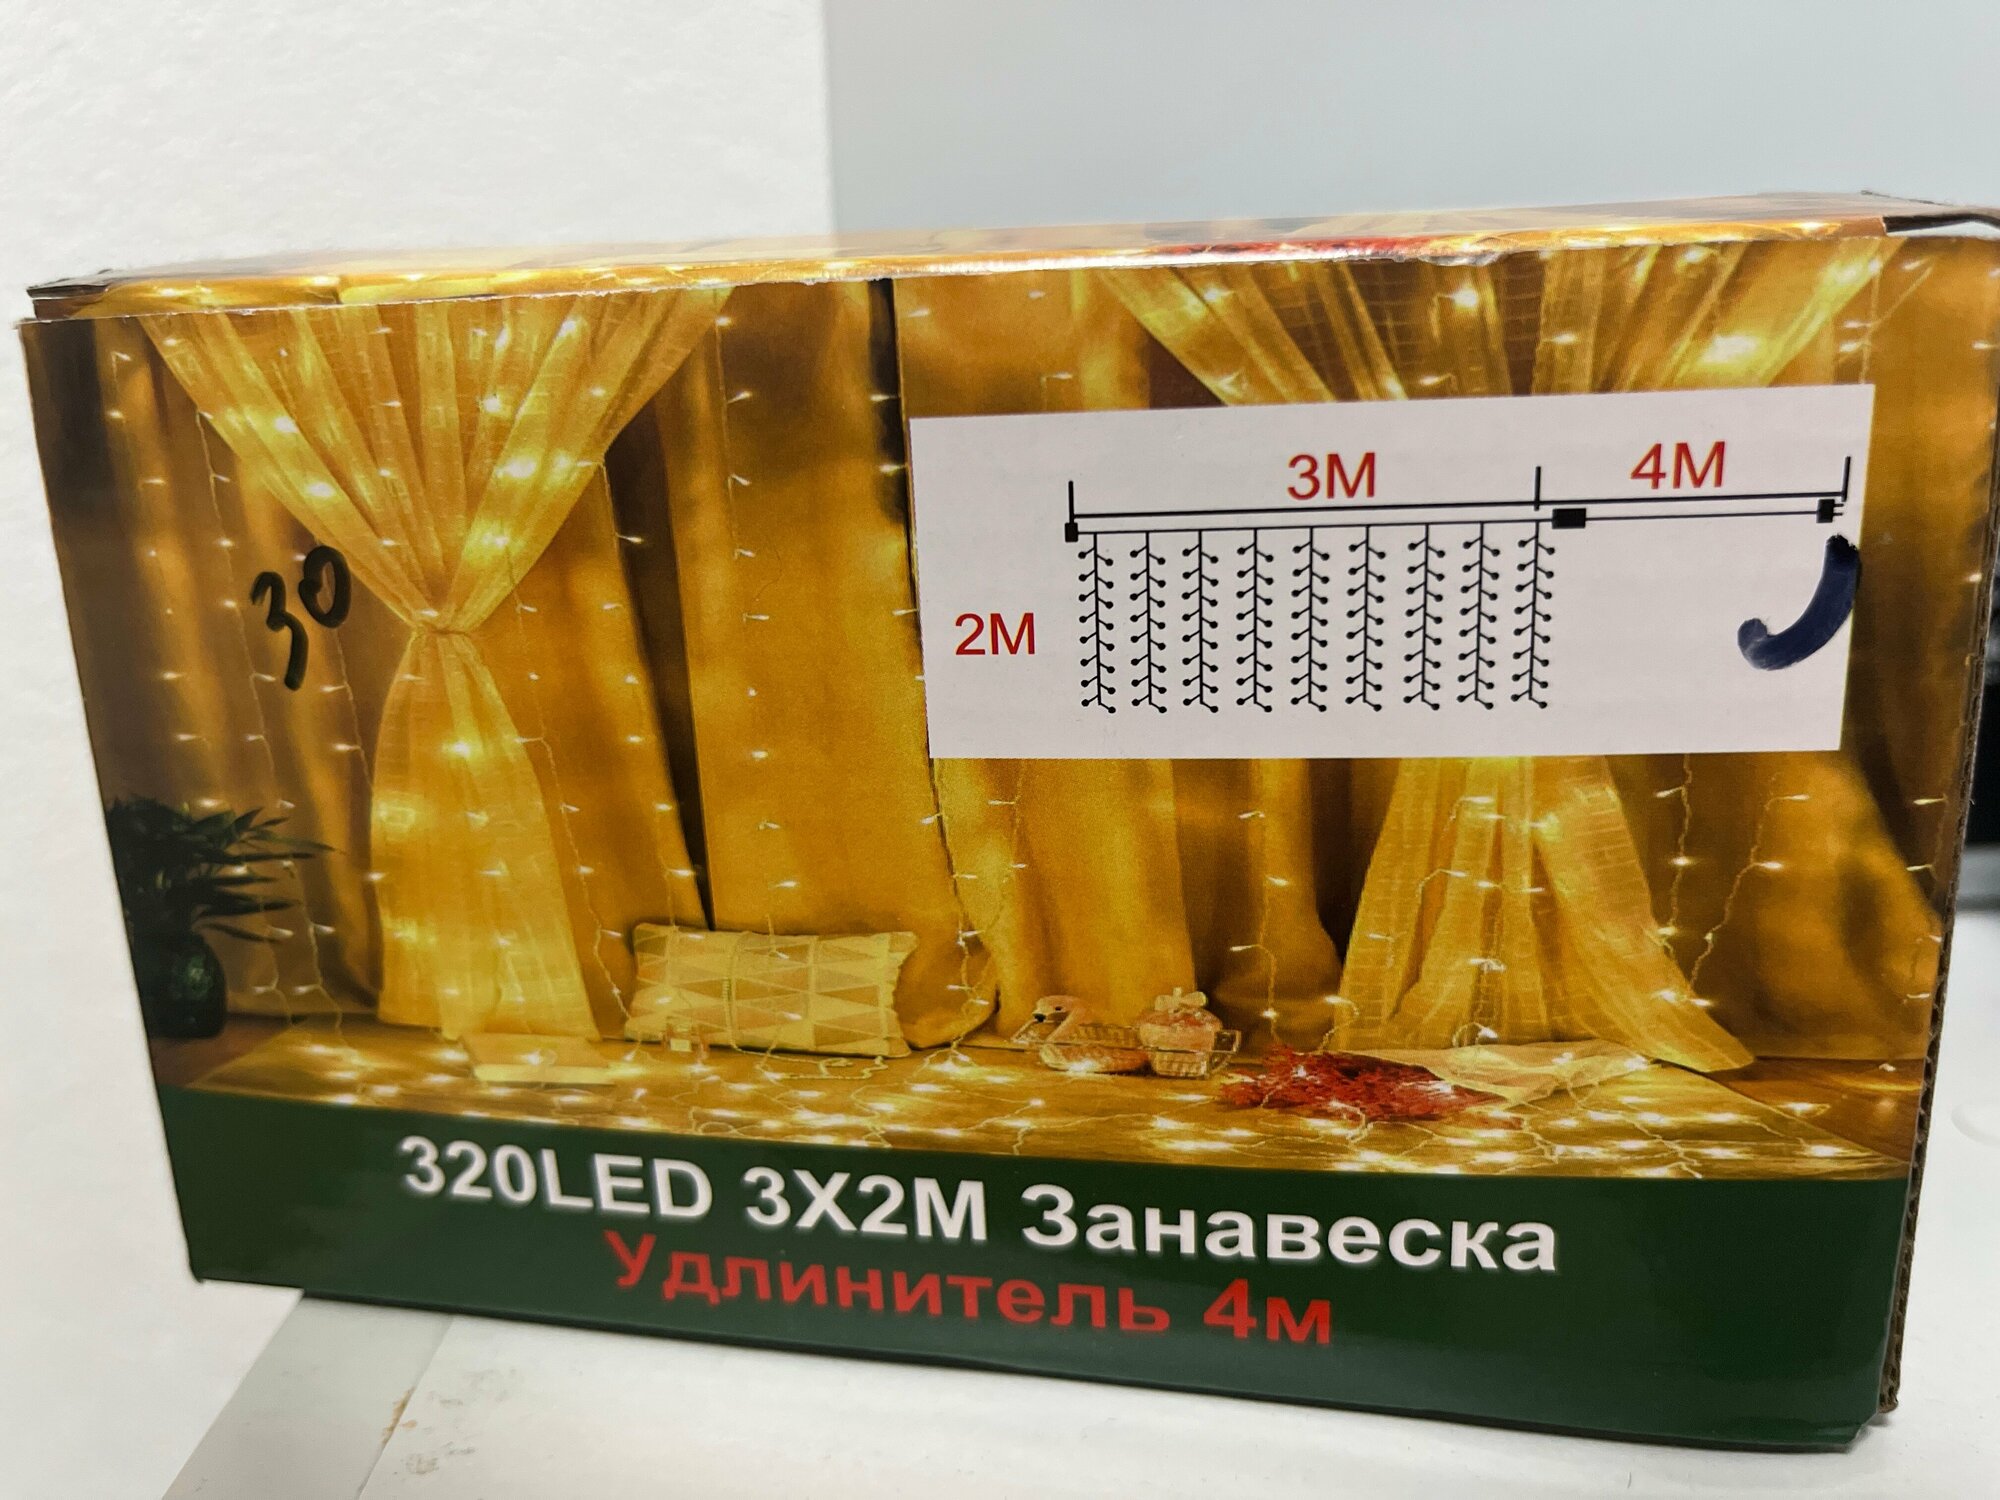 3M 4M
30
2M
320LED 3X2M Занавеска
Удлинитель 4м